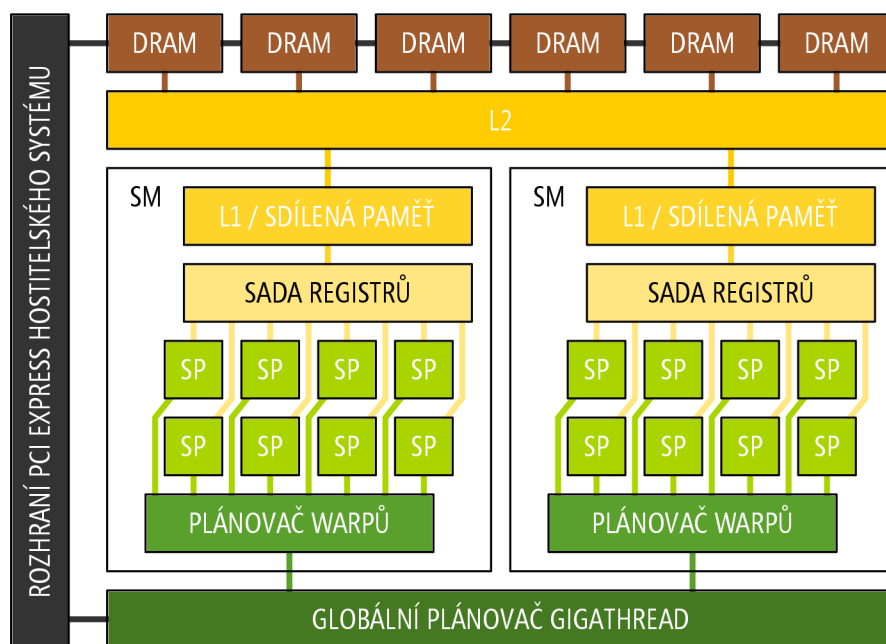 ROZHRANÍ PCI EXPRESS HOSTITELSKÉHO SYSTÉMU
DRAM DRAM DRAM DRAM DRAM DRAM
L2
SM SM
L1 / SDÍLENÁ PAMĚŤ L1 / SDÍLENÁ PAMĚŤ
SADA REGISTRŮ SADA REGISTRŮ
SP SP SP SP SP SP SP SP
SP SP SP SP SP SP SP SP
PLÁNOVAČ WARPŮ PLÁNOVAČ WARPŮ
GLOBÁLNÍ PLÁNOVAČ GIGATHREAD